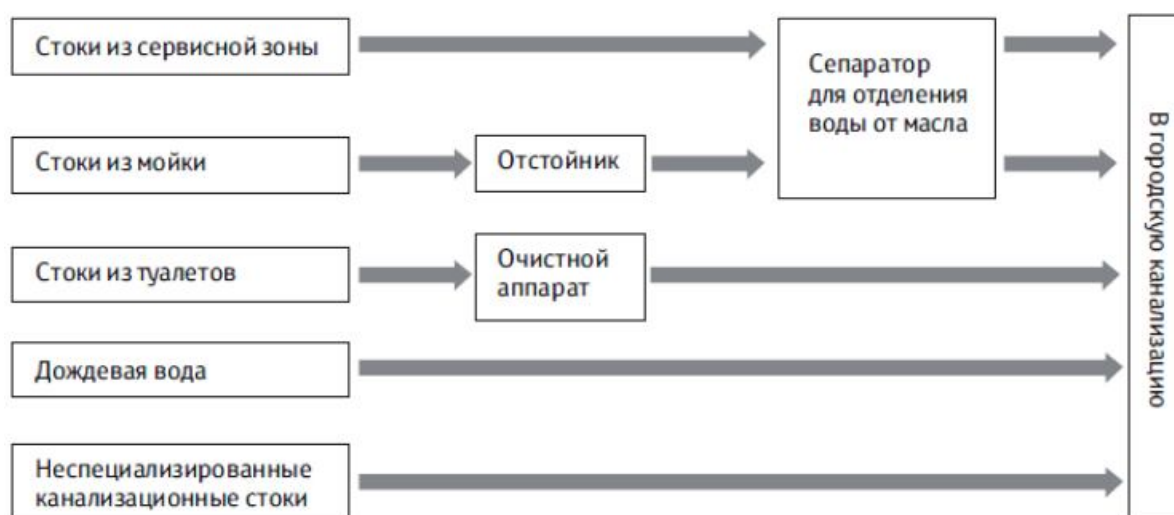 Стоки из сервисной зоны
Сепаратор
для отделения
воды от масла
Стоки из мойки
Отстойник
Стоки из туалетов
Очистной
аппарат
Дождевая вода
Неспециализированные
канализационные стоки
В городскую канализацию